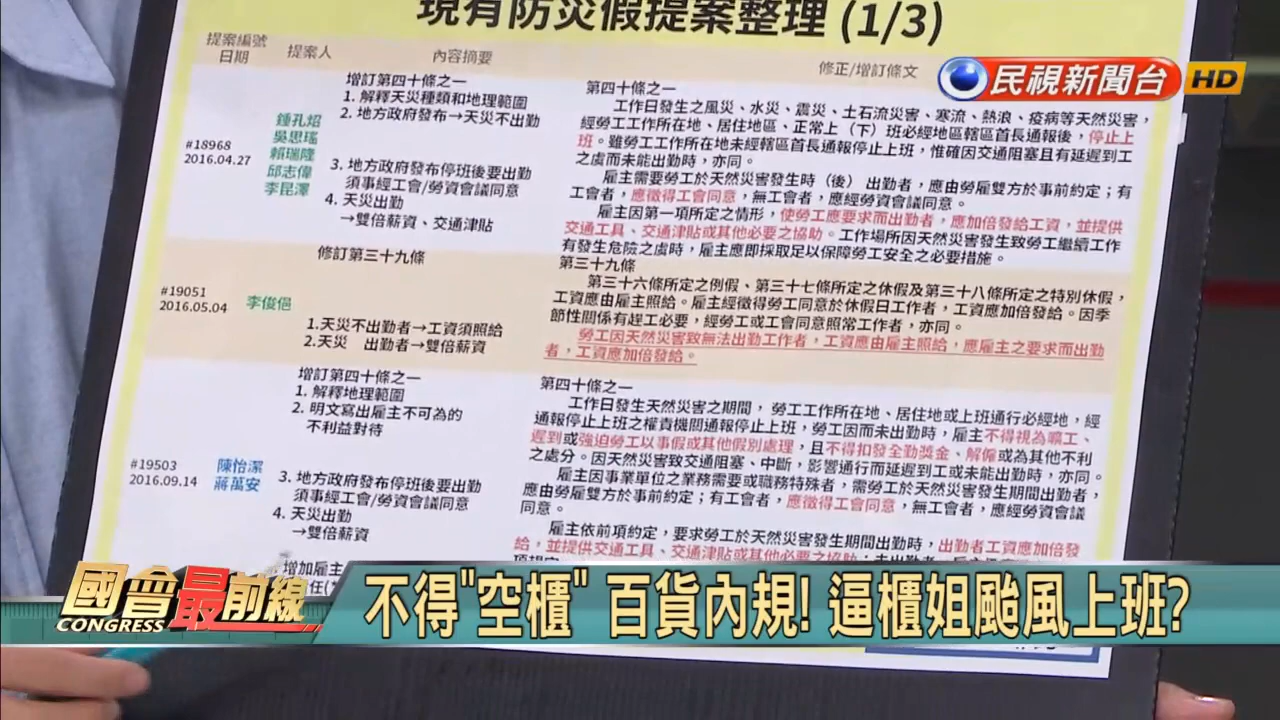 現有防災假提案整理 (1/3)
提案編號
日期
提案人
內容摘要
修正/增訂條文
民視新聞台 HD
#18968
2016.04.27
鍾孔炤
吳思瑤
賴瑞隆
邱志偉
李昆澤
增訂第四十條之一
1. 解釋天災種類和地理範圍
2. 地方政府發布→天災不出勤
3. 地方政府發布停班後要出勤
須事經工會/勞資會議同意
4. 天災出勤
→雙倍薪資、交通津貼
第四十條之一
工作日發生之風災、水災、震災、土石流災害、寒流、熱浪、疫病等天然災害，
經勞工工作所在地、居住地區、正常上（下）班必經地區轄區首長通報後，停止上
班。雖勞工工作所在地未經轄區首長通報停止上班，惟確因交通阻塞且有延遲到工
之虞而未能出勤時，亦同。
雇主需要勞工於天然災害發生時（後） 出勤者，應由勞雇雙方於事前約定；有
工會者，應徵得工會同意，無工會者，應經勞資會議同意。
雇主因第一項所定之情形，使勞工應要求而出勤者，應加倍發給工資，並提供
交通工具、交通津貼或其他必要之協助。工作場所因天然災害發生致勞工繼續工作
有發生危險之虞時，雇主應即採取足以保障勞工安全之必要措施。
#19051
2016.05.04
李俊俋
修訂第三十九條
1.天災不出勤者→工資須照給
2.天災 出勤者→雙倍薪資
第三十九條
第三十六條所定之例假、第三十七條所定之休假及第三十八條所定之特別休假，
工資應由雇主照給。雇主經徵得勞工同意於休假日工作者，工資應加倍發給。因季
節性關係有趕工必要，經勞工或工會同意照常工作者，亦同。
勞工因天然災害致無法出勤工作者，工資應由雇主照給，應雇主之要求而出勤
者，工資應加倍發給。
#19503
2016.09.14
陳怡潔
蔣萬安
增訂第四十條之一
1. 解釋地理範圍
2. 明文寫出雇主不可為的
不利益對待
3. 地方政府發布停班後要出勤
須事經工會/勞資會議同意
4. 天災出勤
→雙倍薪資
第四十條之一
工作日發生天然災害之期間， 勞工工作所在地、居住地或上班通行必經地，經
通報停止上班之權責機關通報停止上班，勞工因而未出勤時，雇主不得視為曠工、
遲到或強迫勞工以事假或其他假別處理，且不得扣發全勤獎金、解僱或為其他不利
之處分。因天然災害致交通阻塞、中斷，影響通行而延遲到工或未能出勤時，亦同。
雇主因事業單位之業務需要或職務特殊者，需勞工於天然災害發生期間出勤者，
應由勞雇雙方於事前約定；有工會者，應徵得工會同意，無工會者，應經勞資會議
同意。
雇主依前項約定，要求勞工於天然災害發生期間出勤時，出勤者工資應加倍發
給，並提供交通工具、交通津貼或其他必要之協助；
增加雇主
國會最前線
CONGRESS
不得"空櫃" 百貨內規! 逼櫃姐颱風上班?